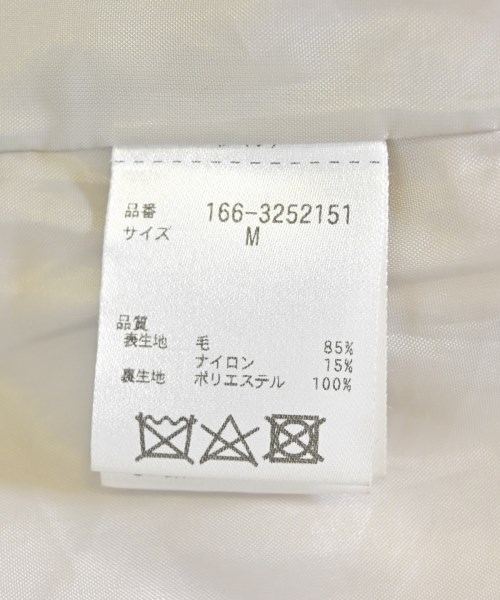 品番 166-3252151
サイズ M
品質
表生地 毛 85%
ナイロン 15%
裏生地 ポリエステル 100%